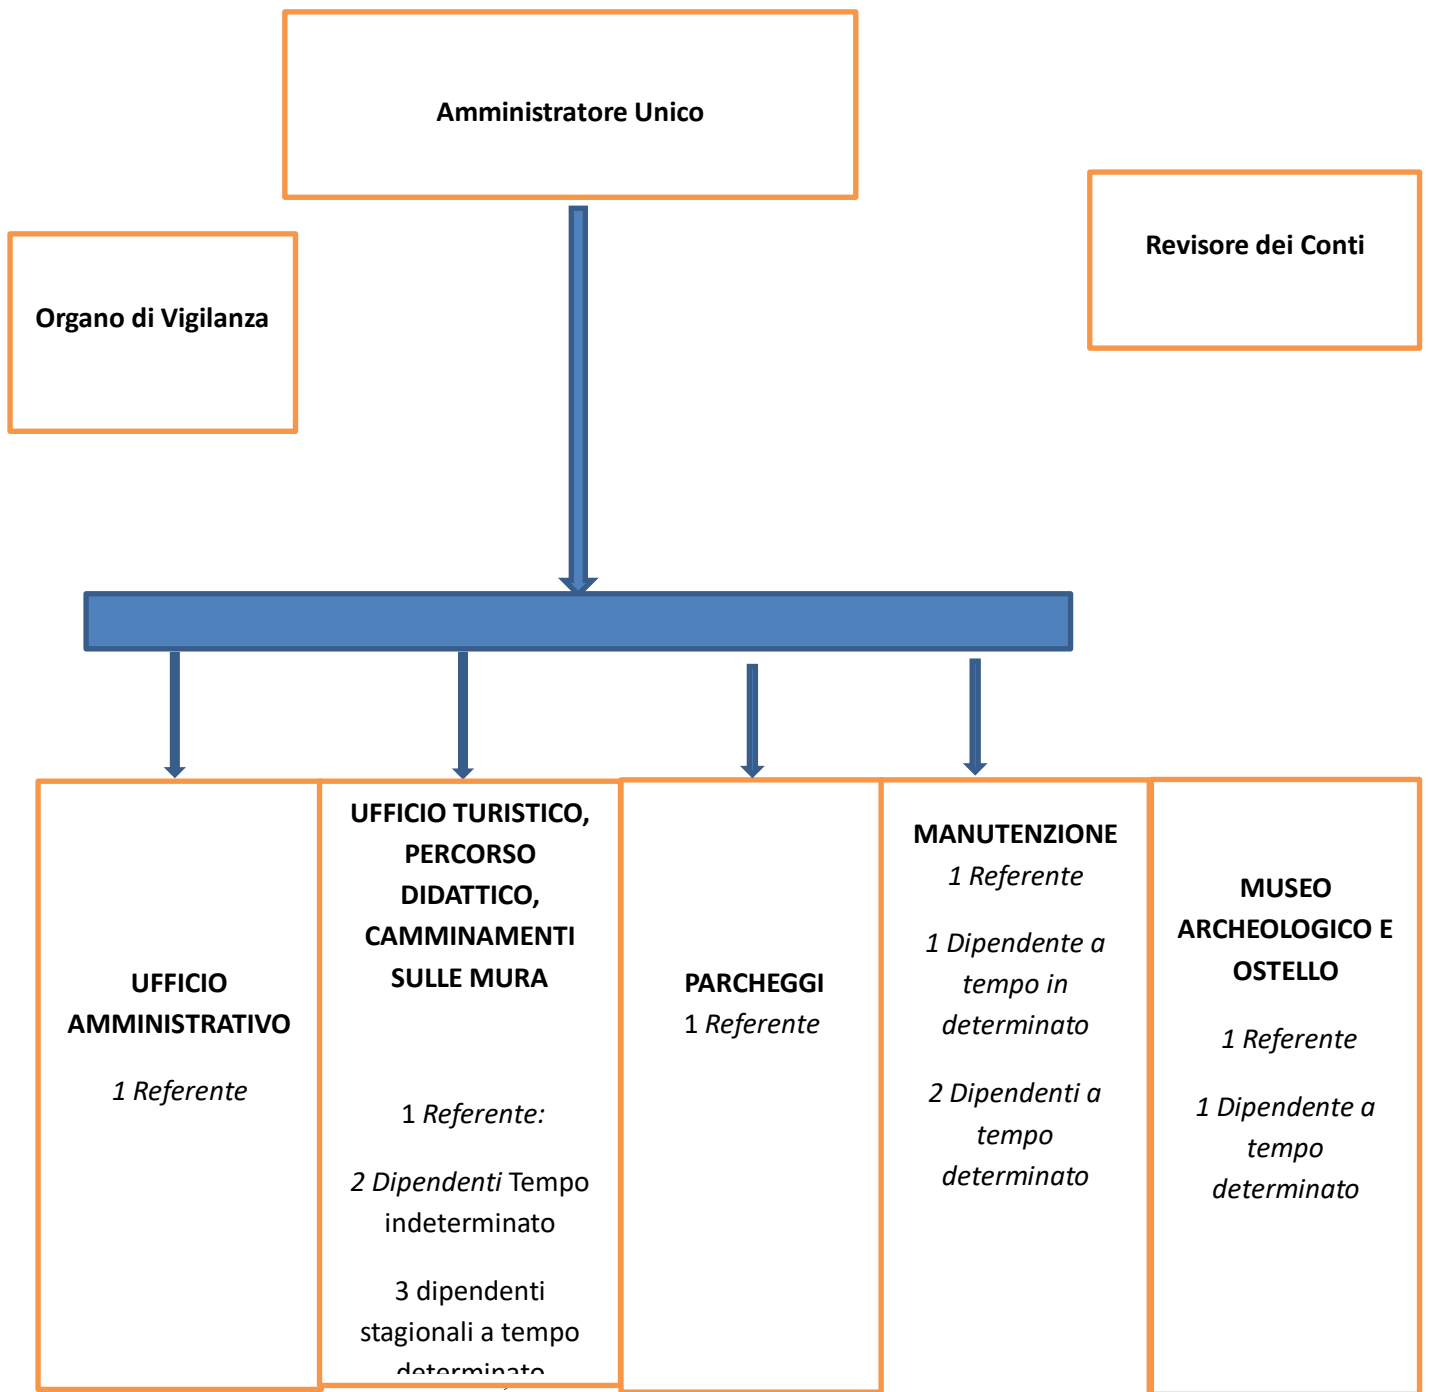 Amministratore Unico
Revisore dei Conti
Organo di Vigilanza
UFFICIO
AMMINISTRATIVO
1 Referente
UFFICIO TURISTICO,
PERCORSO
DIDATTICO,
CAMMINAMENTI
SULLE MURA
1 Referente:
2 Dipendenti Tempo
indeterminato
3 dipendenti
stagionali a tempo
determinato
PARCHEGGI
1 Referente
MANUTENZIONE
1 Referente
1 Dipendente a
tempo in
determinato
2 Dipendenti a
tempo
determinato
MUSEO
ARCHEOLOGICO E
OSTELLO
1 Referente
1 Dipendente a
tempo
determinato